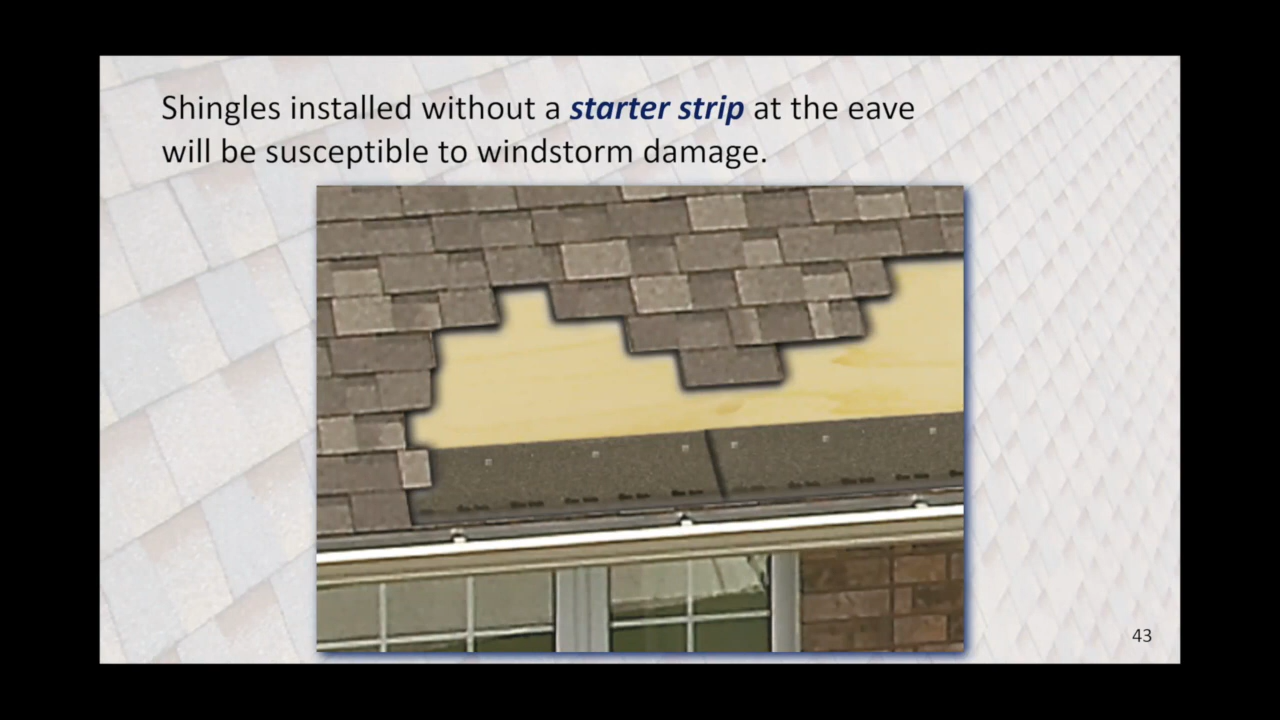 Shingles installed without a starter strip at the eave
will be susceptible to windstorm damage.
43